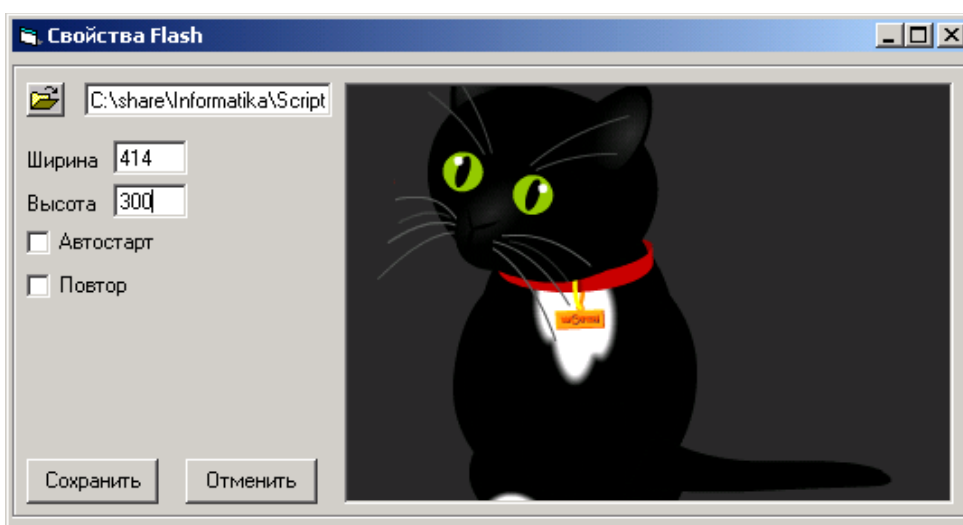 Свойства Flash
C:\share\Informatika\Script
Ширина 414
Высота 300
Автостарт
Повтор
Сохранить Отменить